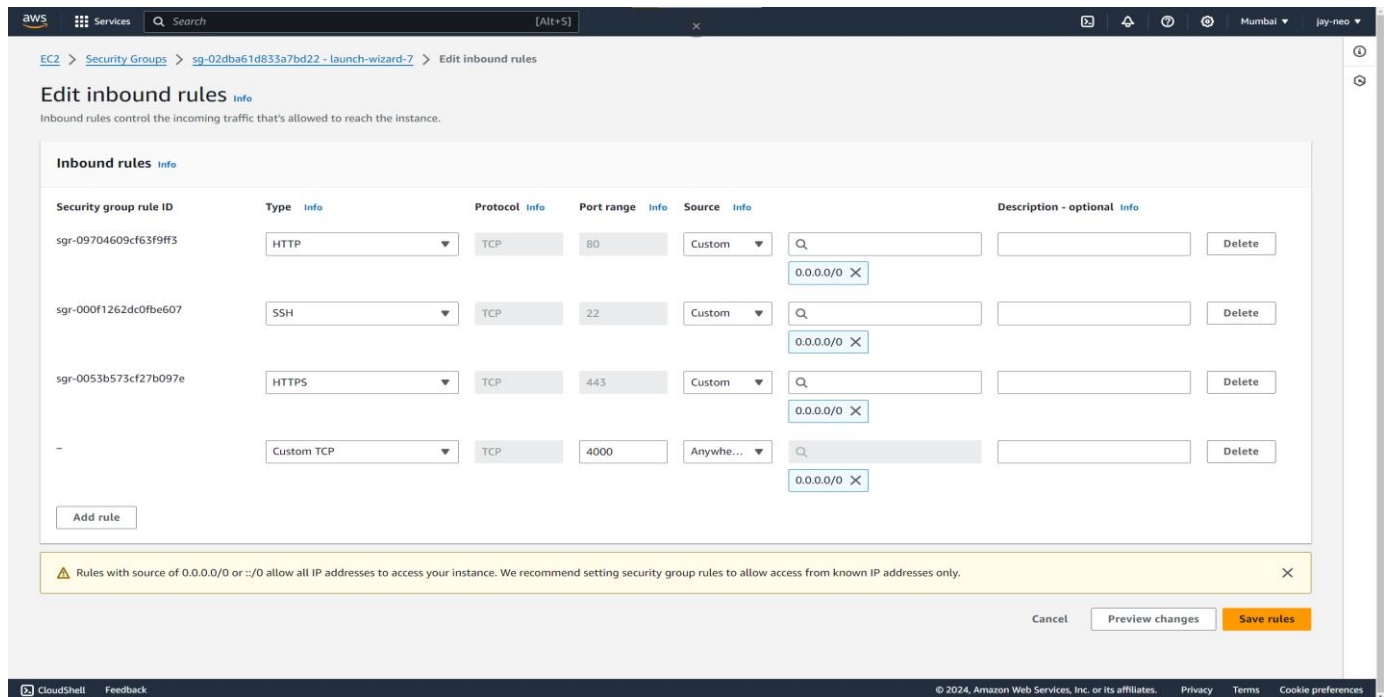 aws Services Search [Alt+S] Mumbai jay-neo
EC2 > Security Groups > sg-02dba61d833a7bd22 - launch-wizard-7 > Edit inbound rules
Edit inbound rules Info
Inbound rules control the incoming traffic that's allowed to reach the instance.
Inbound rules Info
Security group rule ID Type Info Protocol Info Port range Info Source Info Description - optional Info
sgr-09704609cf63f9ff3 HTTP TCP 80 Custom Delete
0.0.0.0/0
sgr-000f1262dc0fbe607 SSH TCP 22 Custom Delete
0.0.0.0/0
sgr-0053b573cf27b097e HTTPS TCP 443 Custom Delete
0.0.0.0/0
– Custom TCP TCP 4000 Anywhe... Delete
0.0.0.0/0
Add rule
Rules with source of 0.0.0.0/0 or ::/0 allow all IP addresses to access your instance. We recommend setting security group rules to allow access from known IP addresses only.
Cancel Preview changes Save rules
CloudShell Feedback © 2024, Amazon Web Services, Inc. or its affiliates. Privacy Terms Cookie preferences